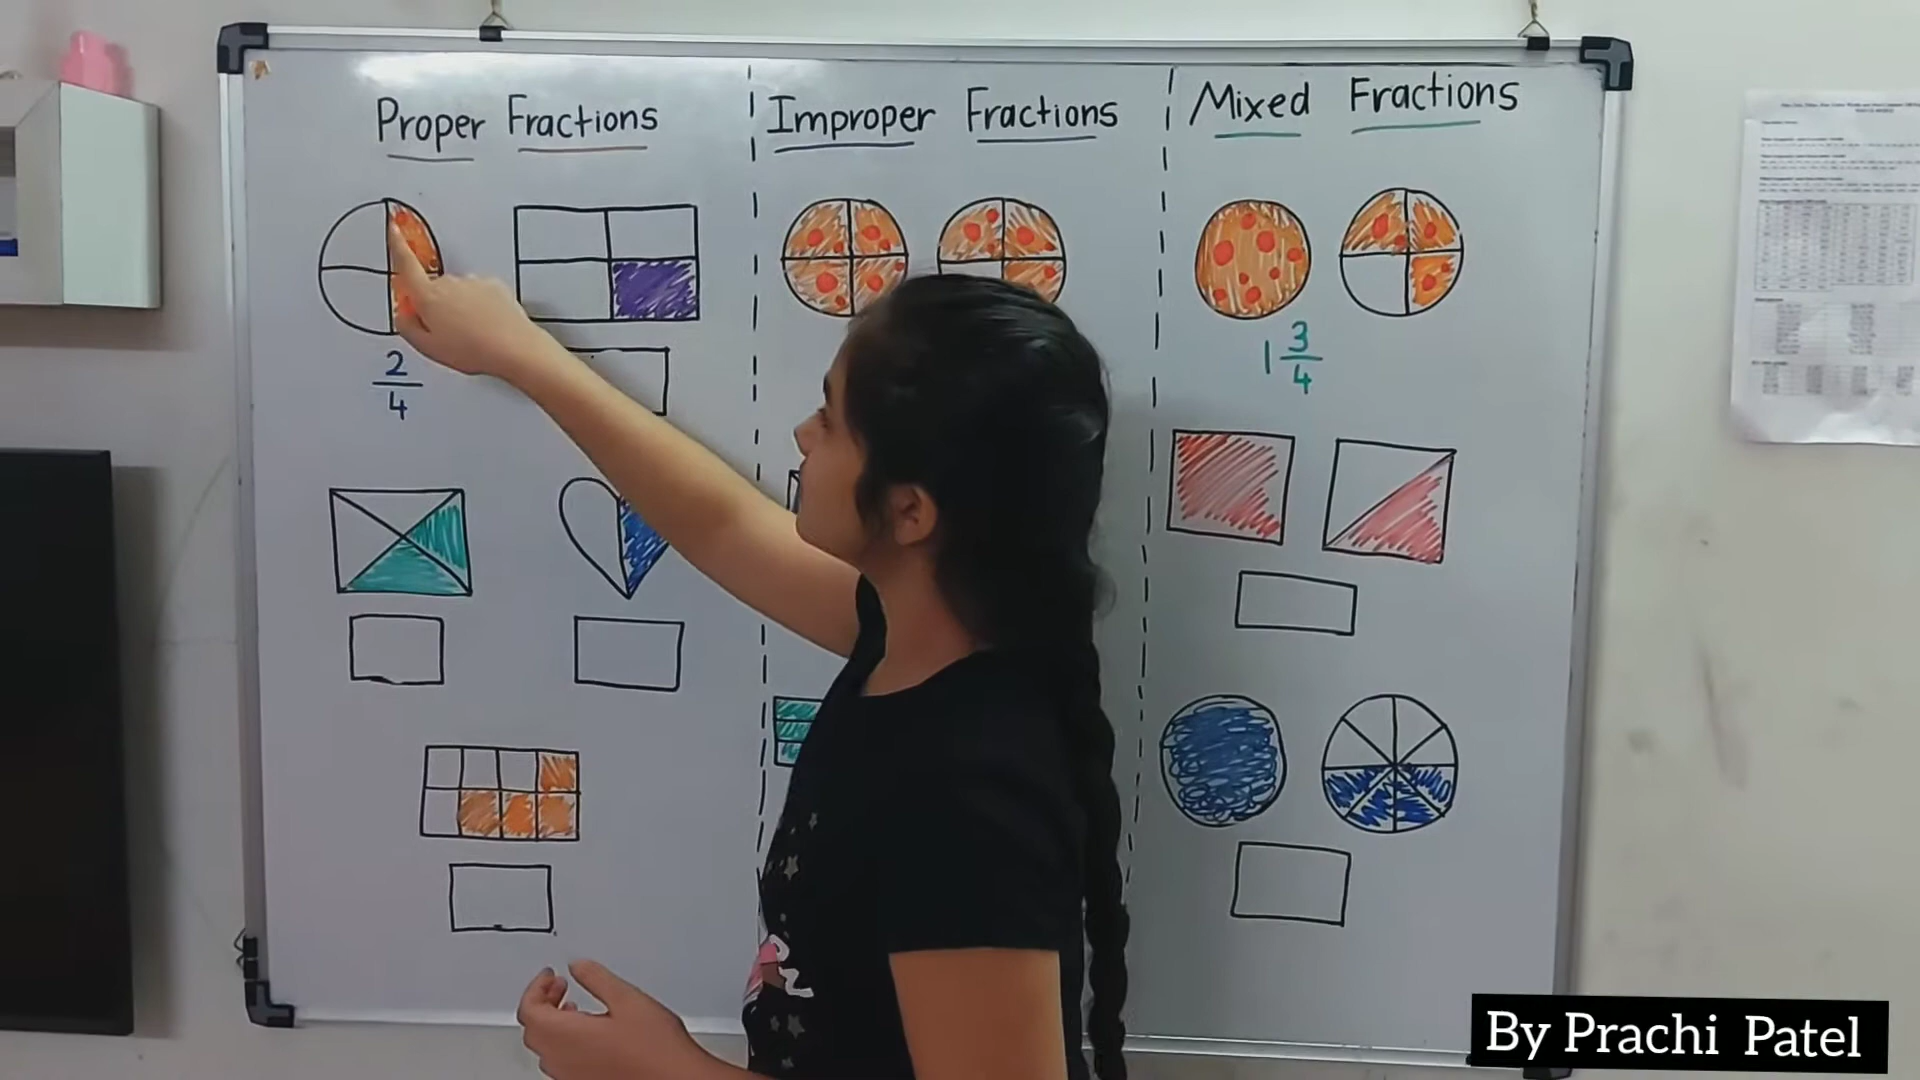 Proper Fractions
Improper Fractions
Mixed Fractions
2
4
1 3
4
By Prachi Patel